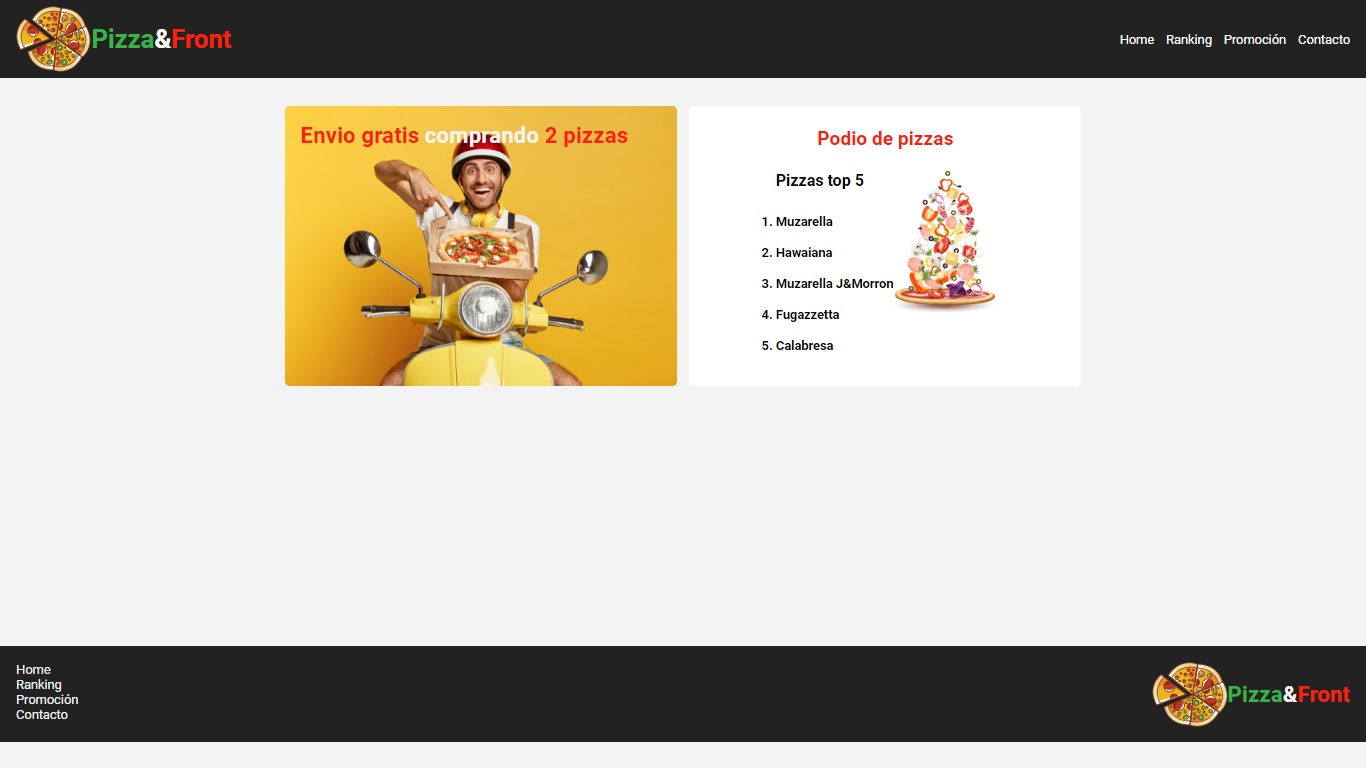 Pizza&Front
Home Ranking Promoción Contacto
Envio gratis comprando 2 pizzas
Podio de pizzas
Pizzas top 5
1. Muzarella
2. Hawaiana
3. Muzarella J&Morron
4. Fugazzetta
5. Calabresa
Home
Ranking
Promoción
Contacto
Pizza&Front